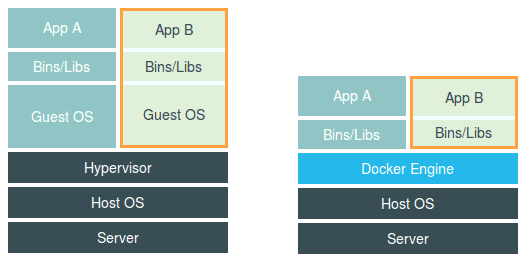 App A
App B
Bins/Libs
Bins/Libs
Guest OS
Guest OS
Hypervisor
Host OS
Server
App A
App B
Bins/Libs
Bins/Libs
Docker Engine
Host OS
Server